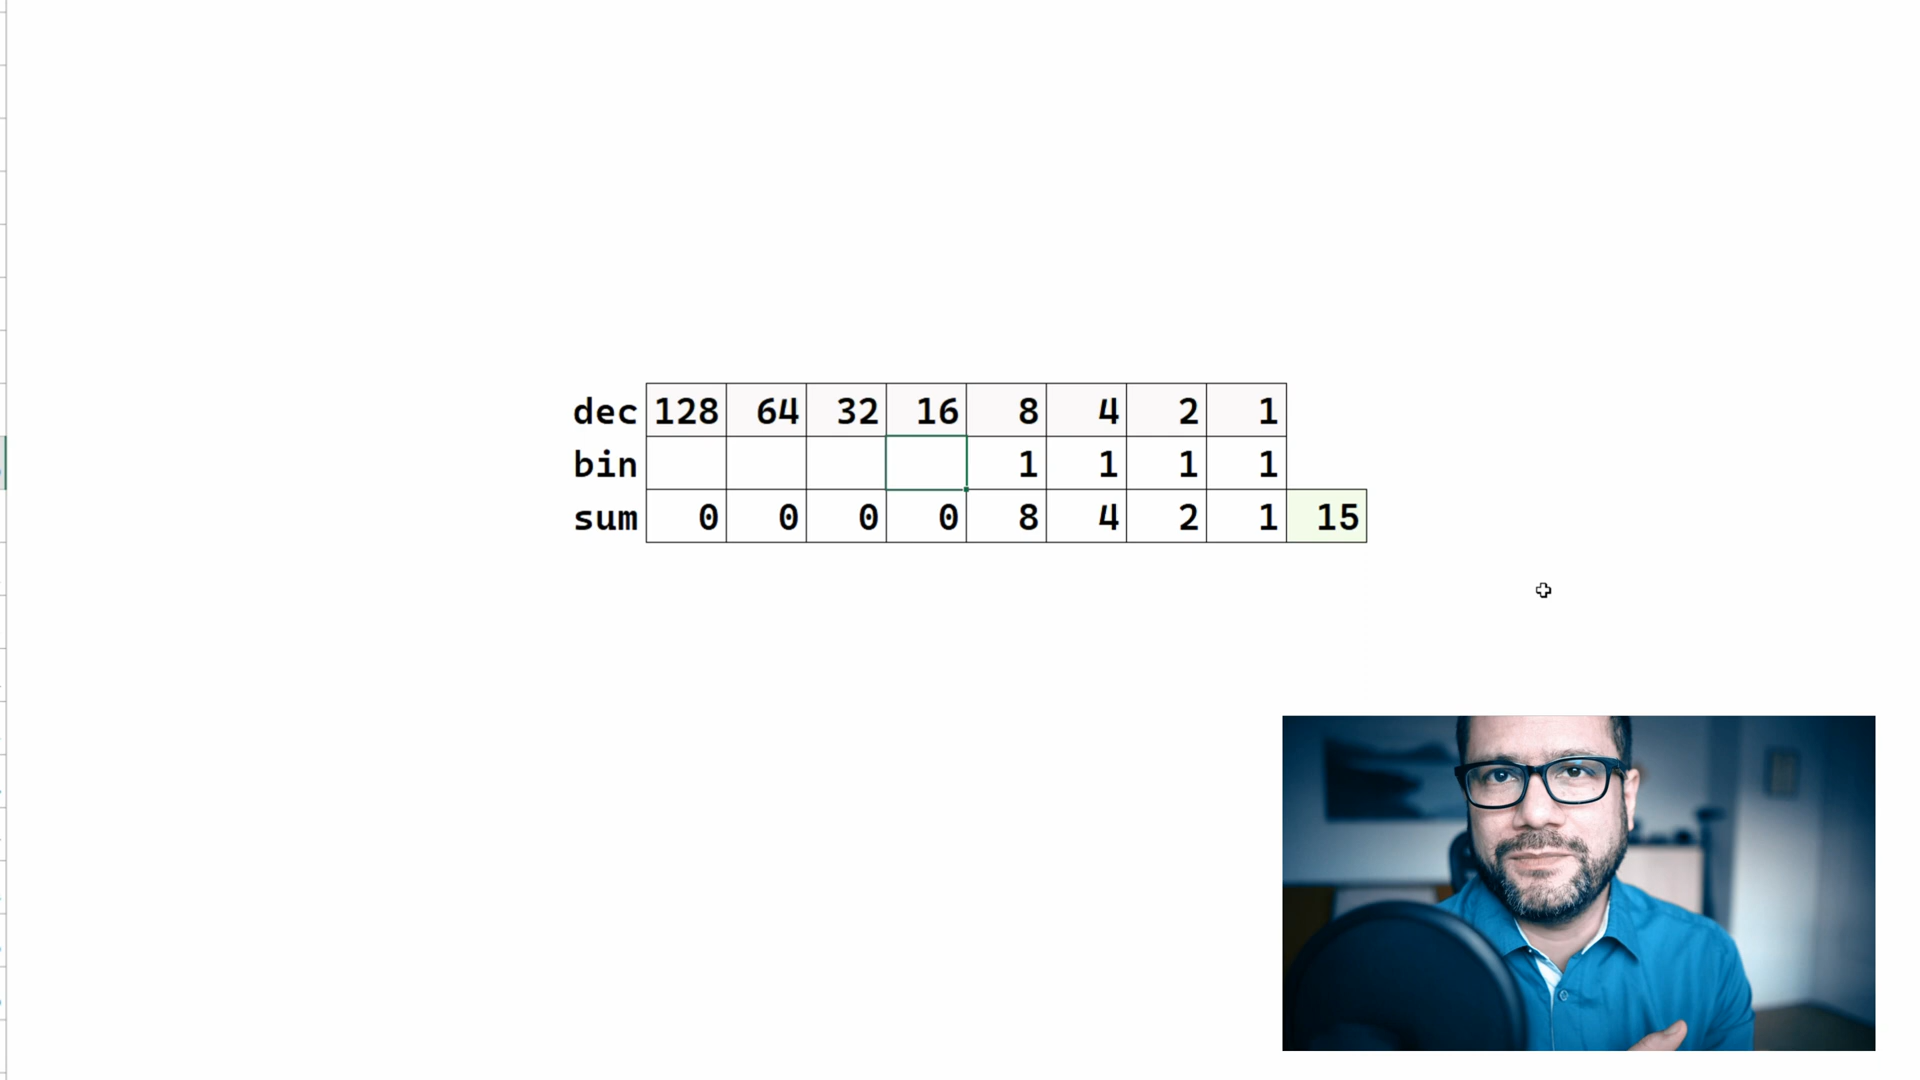 dec 128 64 32 16 8 4 2 1
bin 1 1 1 1
sum 0 0 0 0 8 4 2 1 15